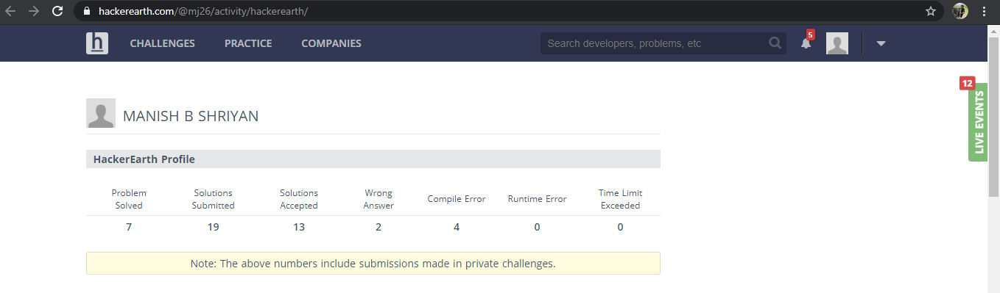 hackerearth.com/@mj26/activity/hackerearth/
h CHALLENGES PRACTICE COMPANIES Search developers, problems, etc 5
12
LIVE EVENTS
MANISH B SHRIYAN
HackerEarth Profile
Problem Solutions Solutions Wrong Compile Error Runtime Error Time Limit
Solved Submitted Accepted Answer Exceeded
7 19 13 2 4 0 0
Note: The above numbers include submissions made in private challenges.